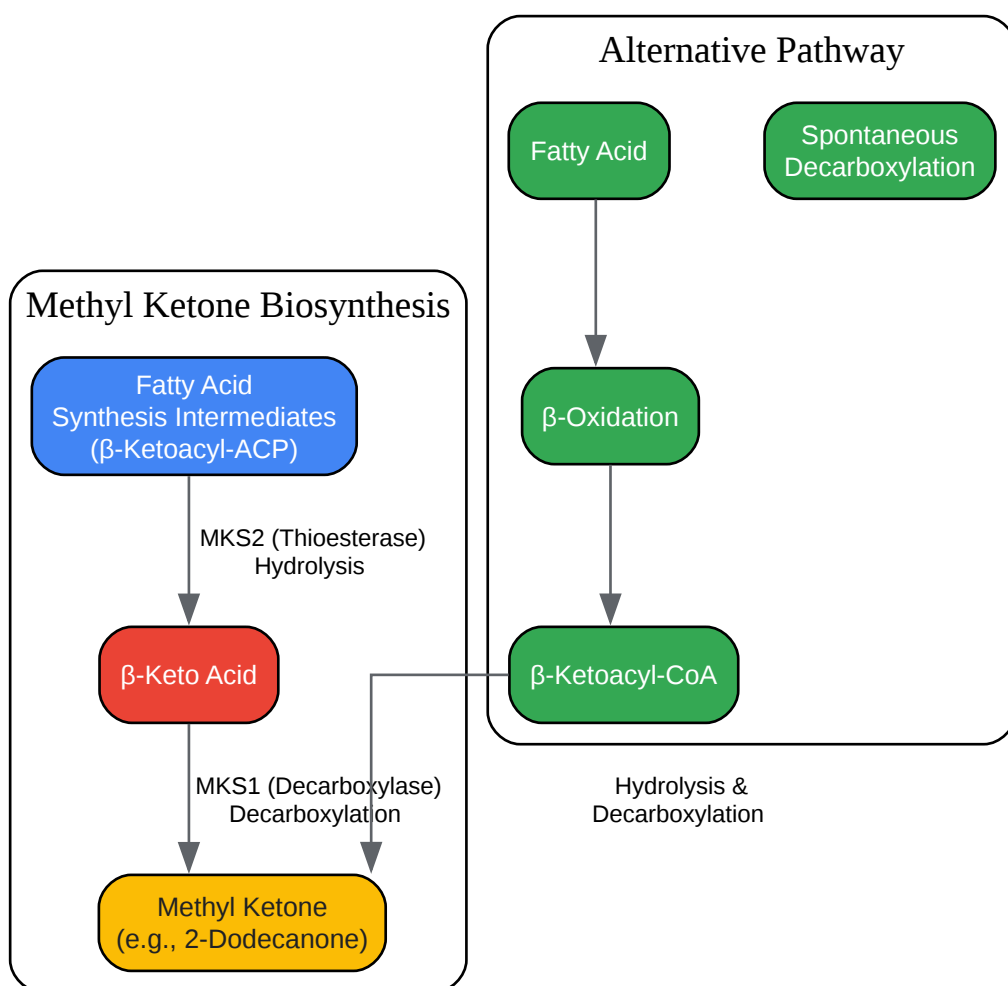 Alternative Pathway
Fatty Acid
Spontaneous
Decarboxylation
β-Oxidation
β-Ketoacyl-CoA
Hydrolysis &
Decarboxylation
Methyl Ketone Biosynthesis
Fatty Acid
Synthesis Intermediates
(β-Ketoacyl-ACP)
MKS2 (Thioesterase)
Hydrolysis
β-Keto Acid
MKS1 (Decarboxylase)
Decarboxylation
Methyl Ketone
(e.g., 2-Dodecanone)